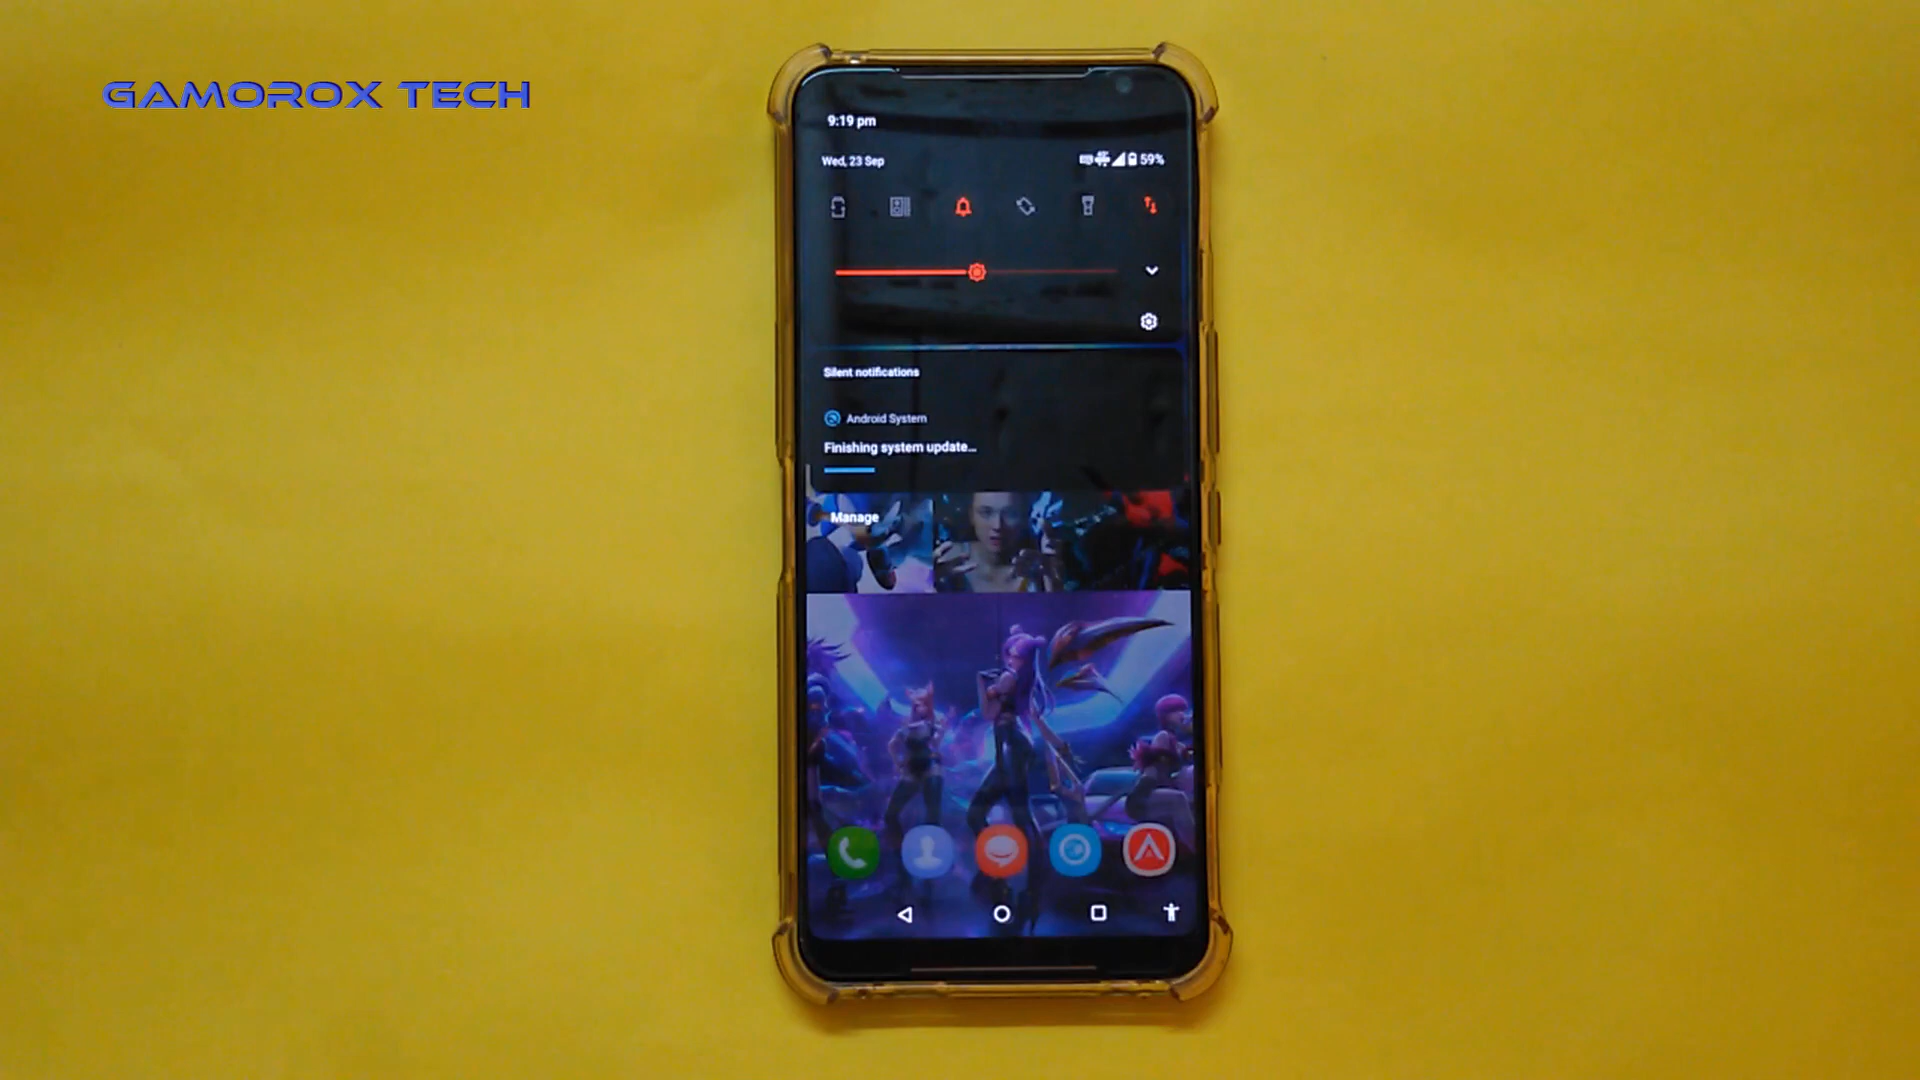 GAMOROX TECH
9:19 pm
Wed, 23 Sep
59%
Silent notifications
Android System
Finishing system update...
Manage